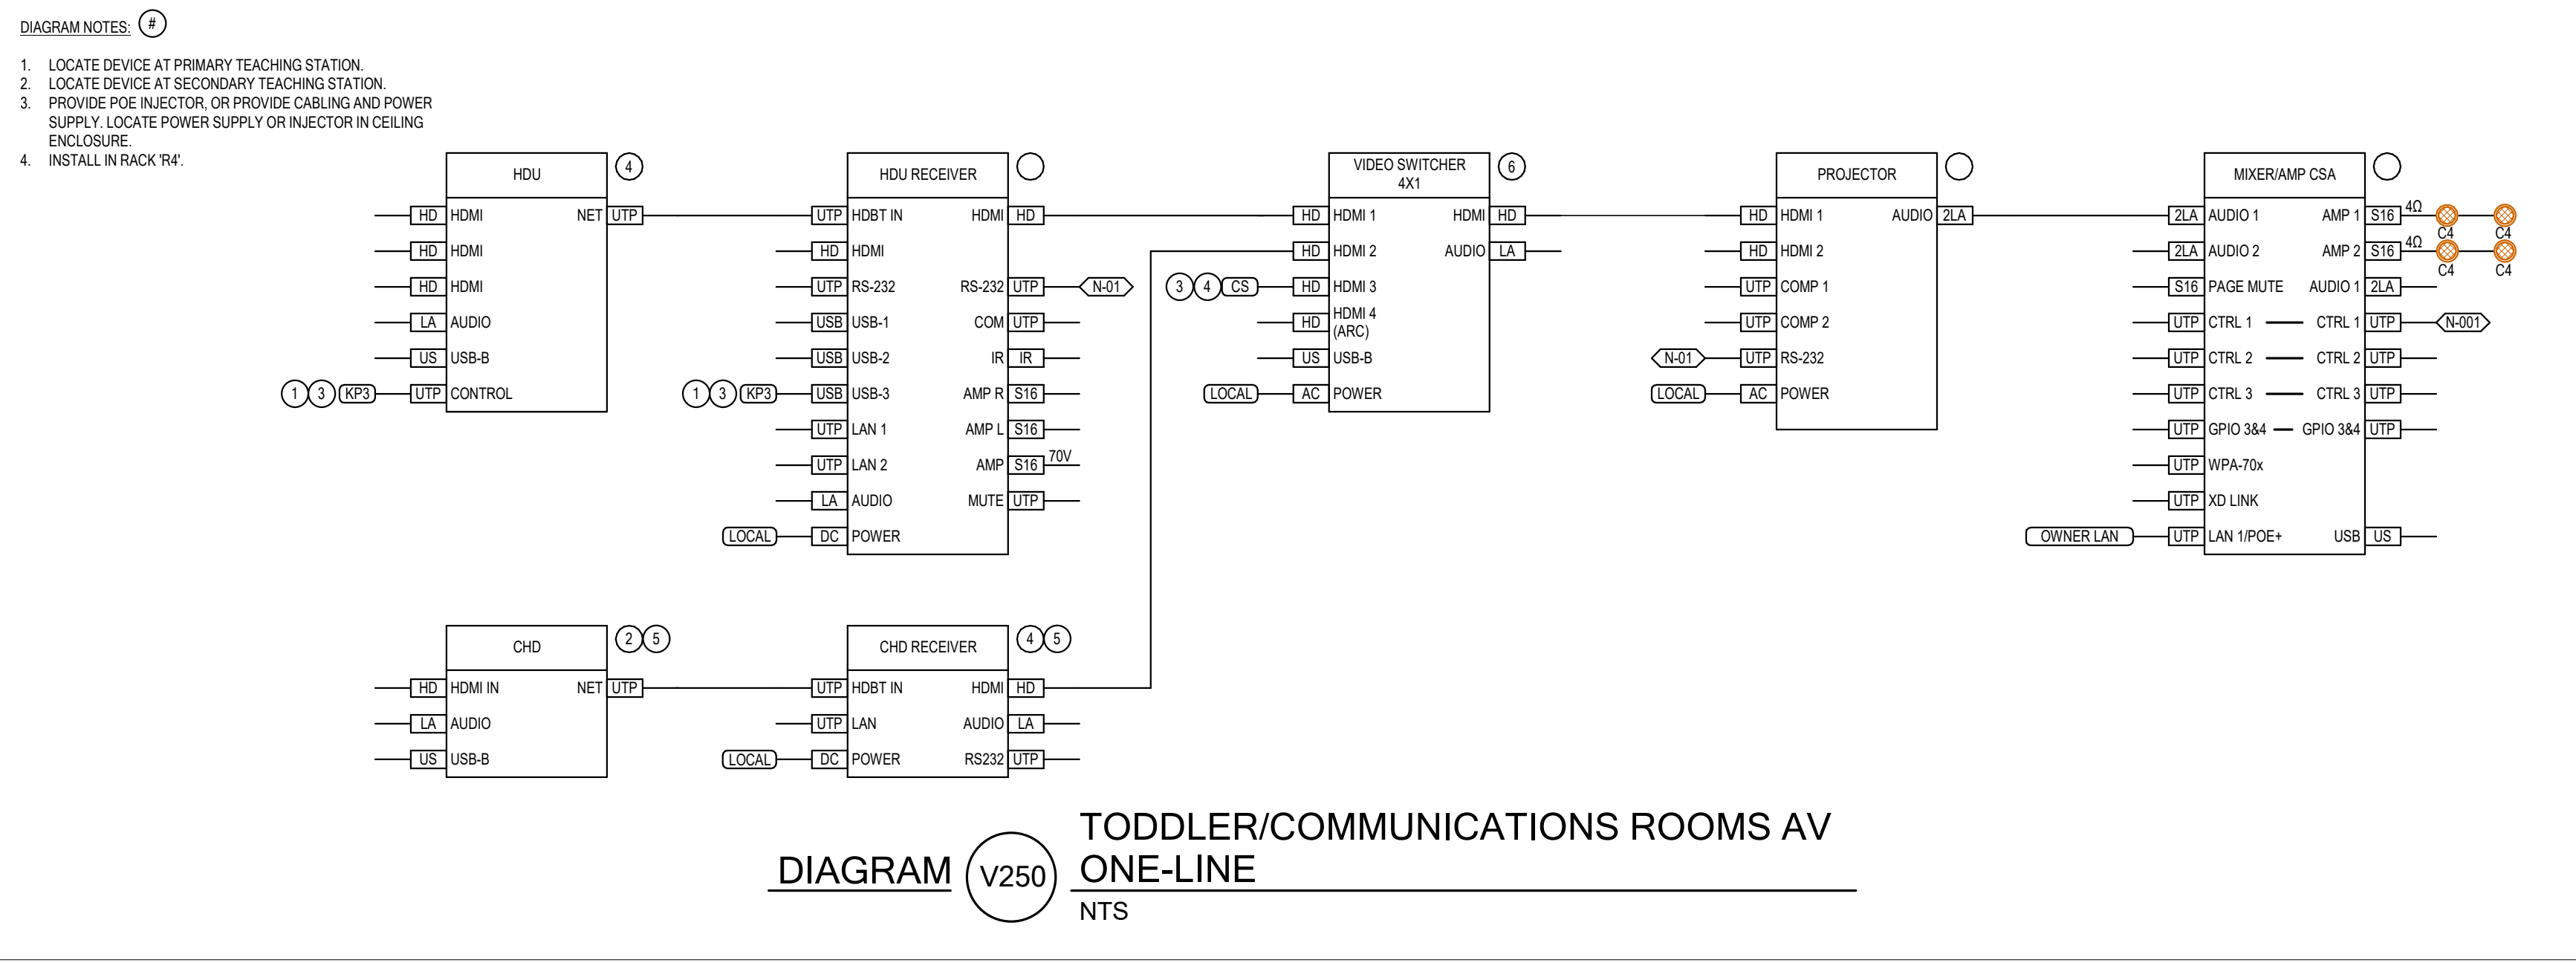 DIAGRAM NOTES: #
1. LOCATE DEVICE AT PRIMARY TEACHING STATION.
2. LOCATE DEVICE AT SECONDARY TEACHING STATION.
3. PROVIDE POE INJECTOR, OR PROVIDE CABLING AND POWER
SUPPLY. LOCATE POWER SUPPLY OR INJECTOR IN CEILING
ENCLOSURE.
4. INSTALL IN RACK 'R4'.
HDU 4
HD HDMI NET UTP
HD HDMI
HD HDMI
LA AUDIO
US USB-B
1 3 KP3 UTP CONTROL
HDU RECEIVER
UTP HDBT IN HDMI HD
HD HDMI
UTP RS-232 RS-232 UTP N-01
USB USB-1 COM UTP
USB USB-2 IR IR
1 3 KP3 USB USB-3 AMP R S16
UTP LAN 1 AMP L S16
UTP LAN 2 AMP S16 70V
LA AUDIO MUTE UTP
LOCAL DC POWER
VIDEO SWITCHER
4X1
6
HD HDMI 1 HDMI HD
HD HDMI 2 AUDIO LA
3 4 CS HD HDMI 3
HD HDMI 4
(ARC)
US USB-B
LOCAL AC POWER
PROJECTOR
HD HDMI 1 AUDIO 2LA
HD HDMI 2
UTP COMP 1
UTP COMP 2
N-01 UTP RS-232
LOCAL AC POWER
MIXER/AMP CSA
2LA AUDIO 1 AMP 1 S16 4Ω
C4 C4
2LA AUDIO 2 AMP 2 S16 4Ω
C4 C4
S16 PAGE MUTE AUDIO 1 2LA
UTP CTRL 1 CTRL 1 UTP N-001
UTP CTRL 2 CTRL 2 UTP
UTP CTRL 3 CTRL 3 UTP
UTP GPIO 3&4 GPIO 3&4 UTP
UTP WPA-70x
UTP XD LINK
OWNER LAN UTP LAN 1/POE+ USB US
CHD 2 5
HD HDMI IN NET UTP
LA AUDIO
US USB-B
CHD RECEIVER 4 5
UTP HDBT IN HDMI HD
UTP LAN AUDIO LA
LOCAL DC POWER RS232 UTP
DIAGRAM V250
TODDLER/COMMUNICATIONS ROOMS AV
ONE-LINE
NTS